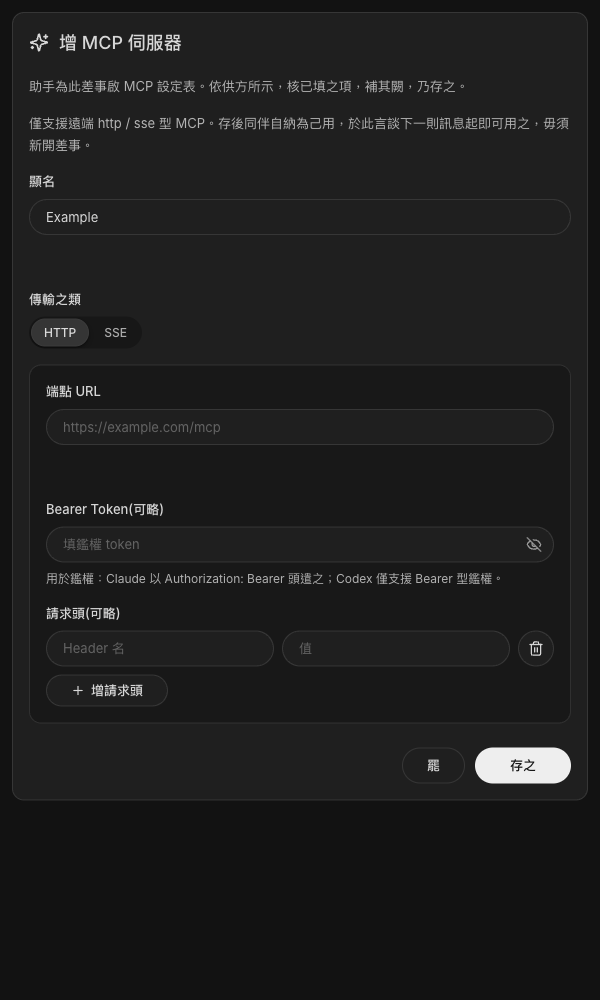 增 MCP 伺服器
助手為此差事啟 MCP 設定表。依供方所示，核已填之項，補其闕，乃存之。
僅支援遠端 http / sse 型 MCP。存後同伴自納為己用，於此言談下一則訊息起即可用之，毋須
新開差事。
顯名
Example
傳輸之類
HTTP SSE
端點 URL
https://example.com/mcp
Bearer Token(可略)
填鑑權 token
用於鑑權：Claude 以 Authorization: Bearer 頭遣之；Codex 僅支援 Bearer 型鑑權。
請求頭(可略)
Header 名 值
增請求頭
罷 存之